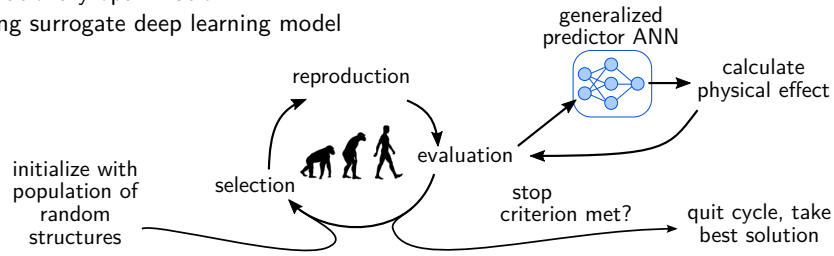 ng surrogate deep learning model
generalized
predictor ANN
calculate
physical effect
reproduction
evaluation
selection
initialize with
population of
random
structures
stop
criterion met?
quit cycle, take
best solution